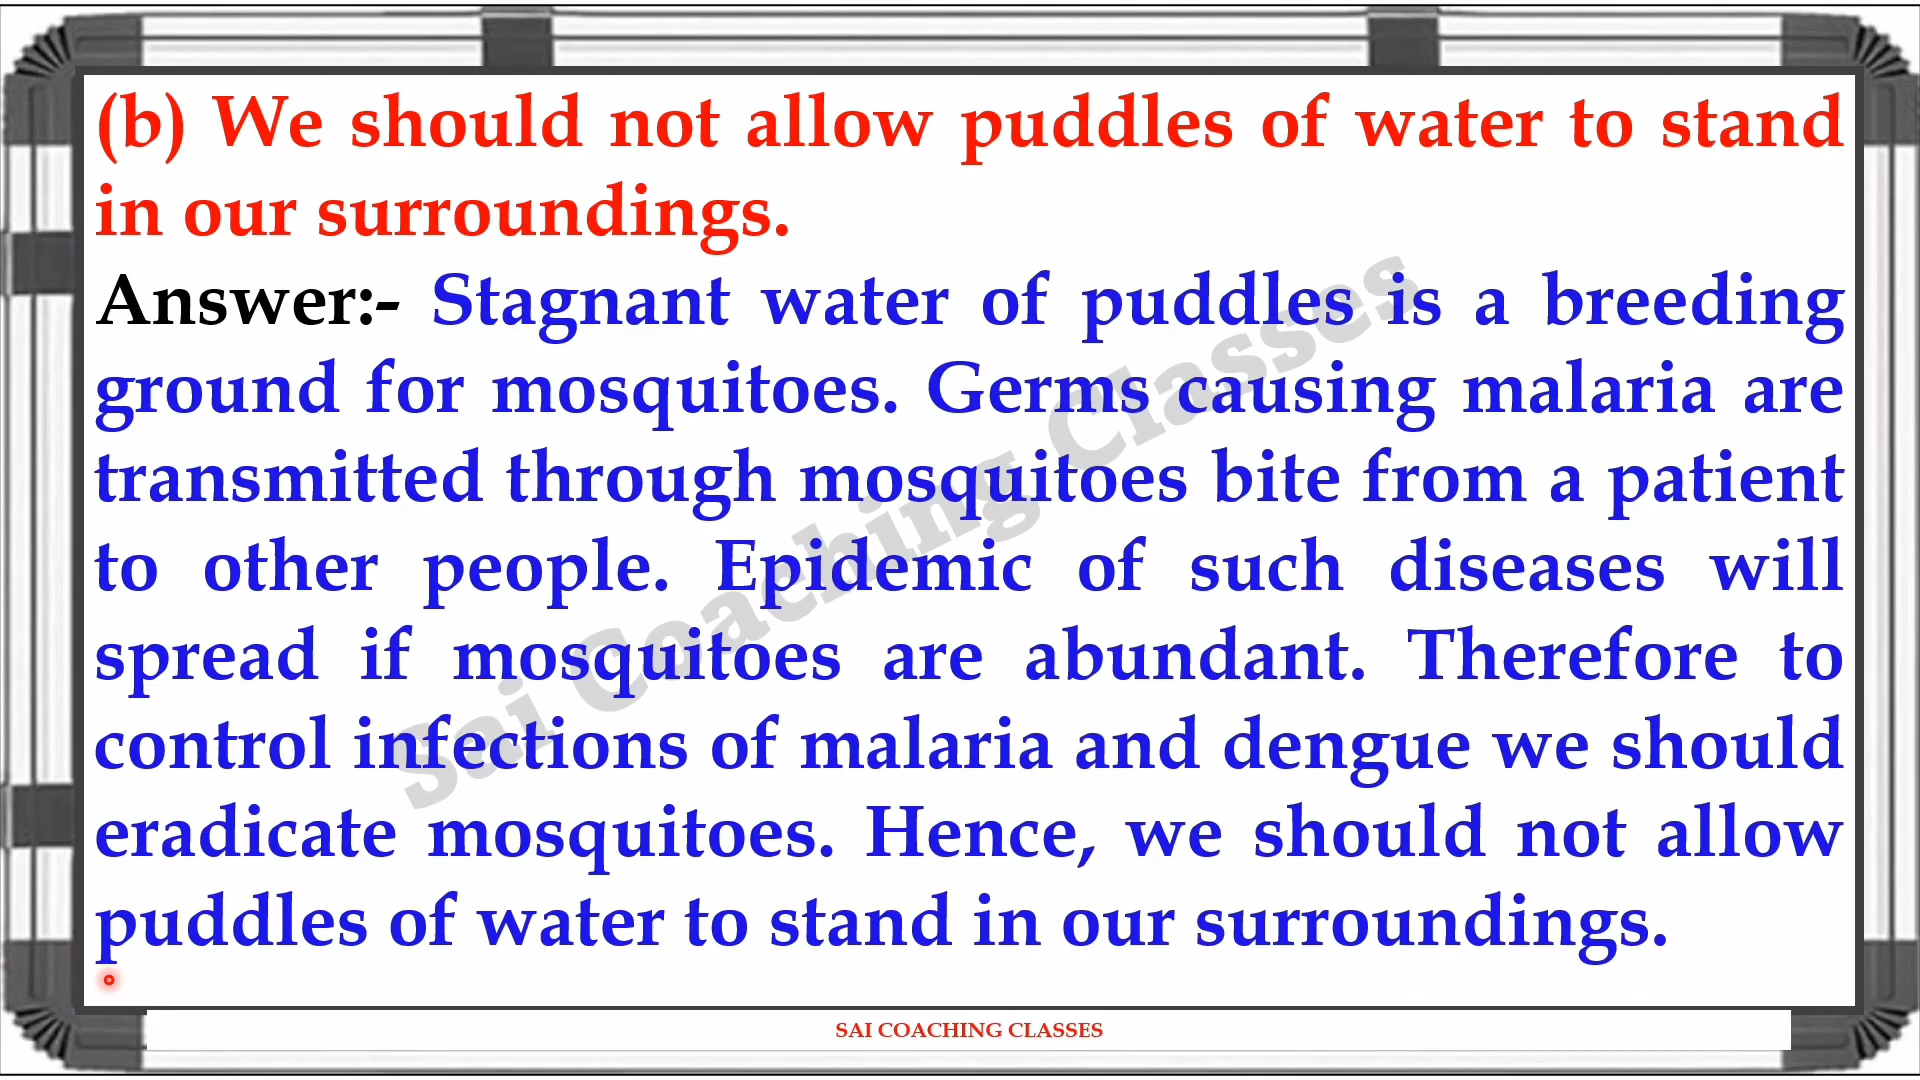 (b) We should not allow puddles of water to stand
in our surroundings.
Answer:- Stagnant water of puddles is a breeding
ground for mosquitoes. Germs causing malaria are
transmitted through mosquitoes bite from a patient
to other people. Epidemic of such diseases will
spread if mosquitoes are abundant. Therefore to
control infections of malaria and dengue we should
eradicate mosquitoes. Hence, we should not allow
puddles of water to stand in our surroundings.
Sai Coaching Classes
SAI COACHING CLASSES